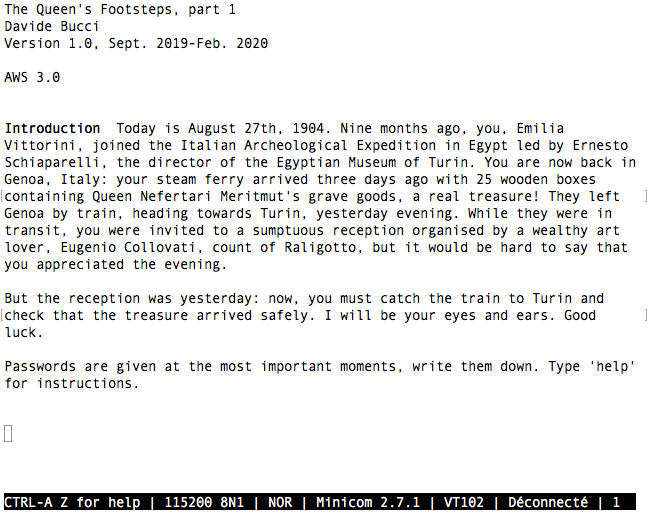 The Queen's Footsteps, part 1
Davide Bucci
Version 1.0, Sept. 2019-Feb. 2020
AWS 3.0
Introduction  Today is August 27th, 1904. Nine months ago, you, Emilia
Vittorini, joined the Italian Archeological Expedition in Egypt led by Ernesto
Schiaparelli, the director of the Egyptian Museum of Turin. You are now back in
Genoa, Italy: your steam ferry arrived three days ago with 25 wooden boxes
containing Queen Nefertari Meritmut's grave goods, a real treasure! They left
Genoa by train, heading towards Turin, yesterday evening. While they were in
transit, you were invited to a sumptuous reception organised by a wealthy art
lover, Eugenio Collovati, count of Raligotto, but it would be hard to say that
you appreciated the evening.
But the reception was yesterday: now, you must catch the train to Turin and
check that the treasure arrived safely. I will be your eyes and ears. Good
luck.
Passwords are given at the most important moments, write them down. Type 'help'
for instructions.
CTRL-A Z for help | 115200 8N1 | NOR | Minicom 2.7.1 | VT102 | Déconnecté | 1